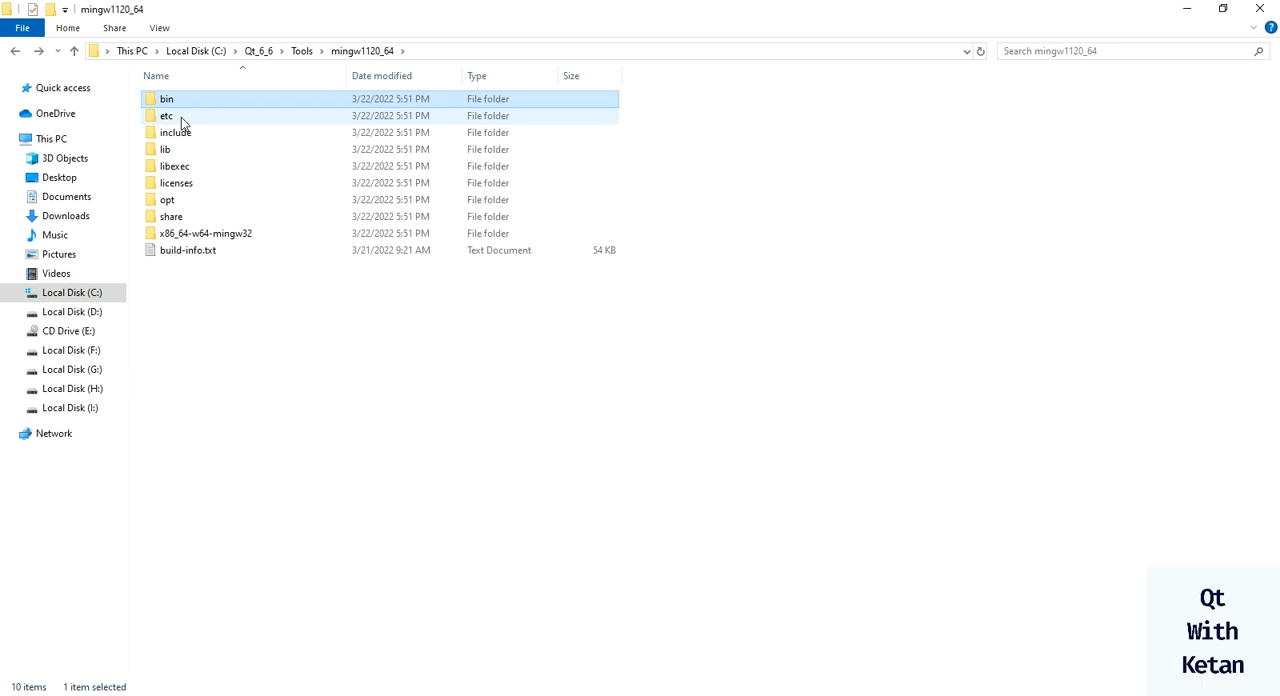 mingw1120_64
File Home Share View
This PC Local Disk (C:) Qt_6_6 Tools mingw1120_64
Search mingw1120_64
Name Date modified Type Size
Quick access
OneDrive
This PC
3D Objects
Desktop
Documents
Downloads
Music
Pictures
Videos
Local Disk (C:)
Local Disk (D:)
CD Drive (E:)
Local Disk (F:)
Local Disk (G:)
Local Disk (H:)
Local Disk (I:)
Network
bin 3/22/2022 5:51 PM File folder
etc 3/22/2022 5:51 PM File folder
include 3/22/2022 5:51 PM File folder
lib 3/22/2022 5:51 PM File folder
libexec 3/22/2022 5:51 PM File folder
licenses 3/22/2022 5:51 PM File folder
opt 3/22/2022 5:51 PM File folder
share 3/22/2022 5:51 PM File folder
x86_64-w64-mingw32 3/22/2022 5:51 PM File folder
build-info.txt 3/21/2022 9:21 AM Text Document 54 KB
Qt
With
Ketan
10 items 1 item selected